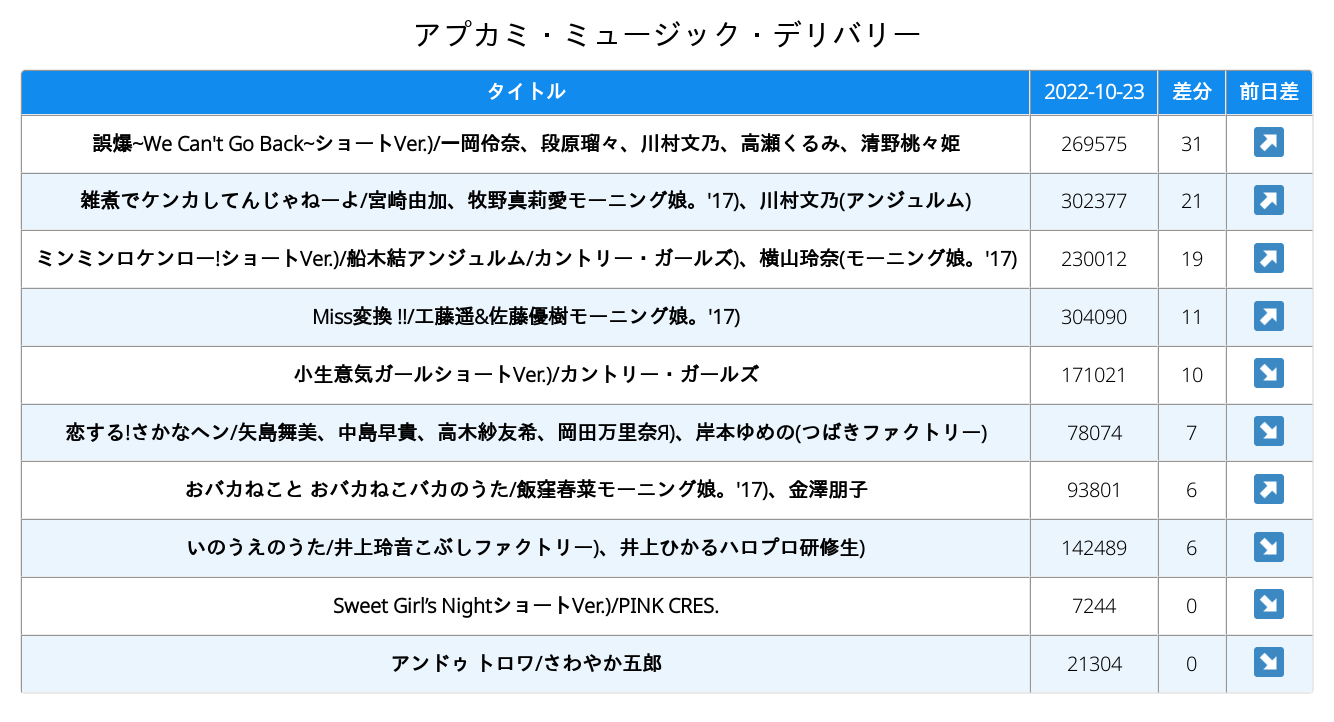 アプカミ・ミュージック・デリバリー
タイトル 2022-10-23 差分 前日差
誤爆~We Can't Go Back~ショートVer.)/一岡伶奈、段原瑠々、川村文乃、高瀬くるみ、清野桃々姫 269575 31
雑煮でケンカしてんじゃねーよ/宮崎由加、牧野真莉愛モーニング娘。'17)、川村文乃(アンジュルム) 302377 21
ミンミンロケンロー!ショートVer.)/船木結アンジュルム/カントリー・ガールズ)、横山玲奈(モーニング娘。'17) 230012 19
Miss変換 !!/工藤遥&佐藤優樹モーニング娘。'17) 304090 11
小生意気ガールショートVer.)/カントリー・ガールズ 171021 10
恋する!さかなヘン/矢島舞美、中島早貴、高木紗友希、岡田万里奈Я)、岸本ゆめの(つばきファクトリー) 78074 7
おバカねこと おバカねこバカのうた/飯窪春菜モーニング娘。'17)、金澤朋子 93801 6
いのうえのうた/井上玲音こぶしファクトリー)、井上ひかるハロプロ研修生) 142489 6
Sweet Girl’s NightショートVer.)/PINK CRES. 7244 0
アンドゥ トロワ/さわやか五郎 21304 0